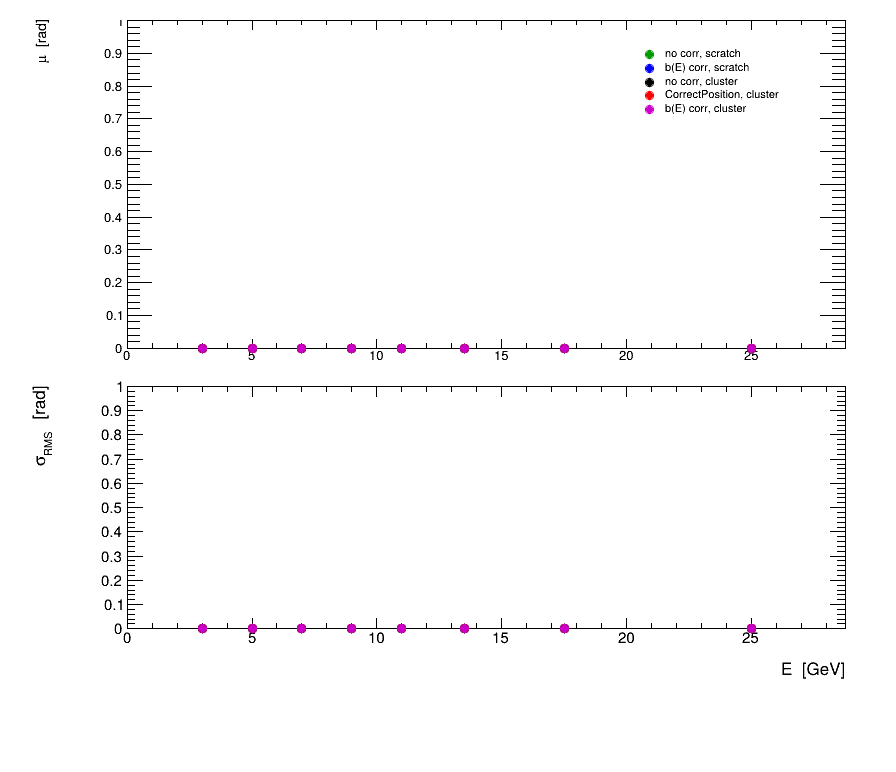 μ [rad]
1
0.9
0.8
0.7
0.6
0.5
0.4
0.3
0.2
0.1
0
0 5 10 15 20 25
no corr, scratch
b(E) corr, scratch
no corr, cluster
CorrectPosition, cluster
b(E) corr, cluster
σRMS [rad]
1
0.9
0.8
0.7
0.6
0.5
0.4
0.3
0.2
0.1
0
0 5 10 15 20 25
E [GeV]